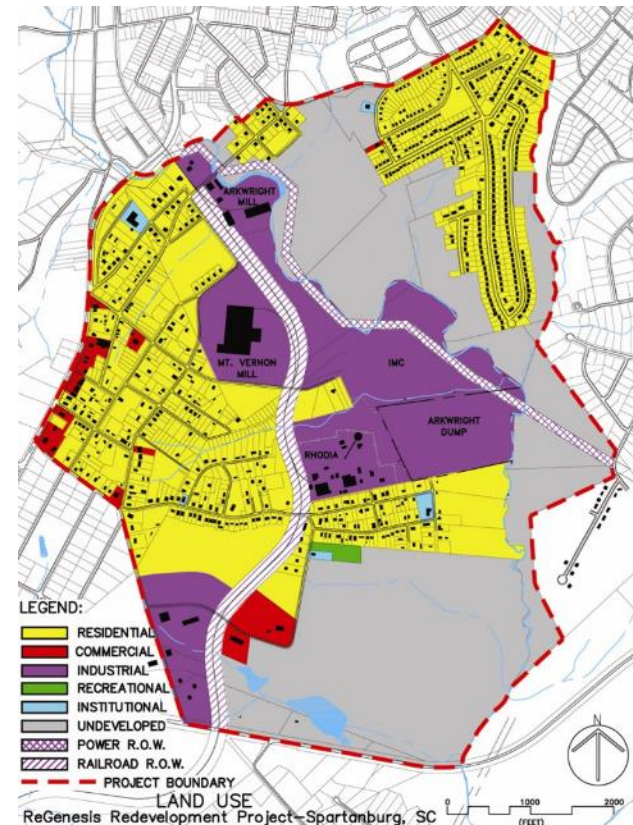 ARKWRIGHT
MILL
MT. VERNON
MILL
IMC
ARKWRIGHT
DUMP
RHODIA
LEGEND:
RESIDENTIAL
COMMERCIAL
INDUSTRIAL
RECREATIONAL
INSTITUTIONAL
UNDEVELOPED
POWER R.O.W.
RAILROAD R.O.W.
PROJECT BOUNDARY
LAND USE
ReGenesis Redevelopment Project-Spartanburg, SC
N
0 1000 2000
(FEET)